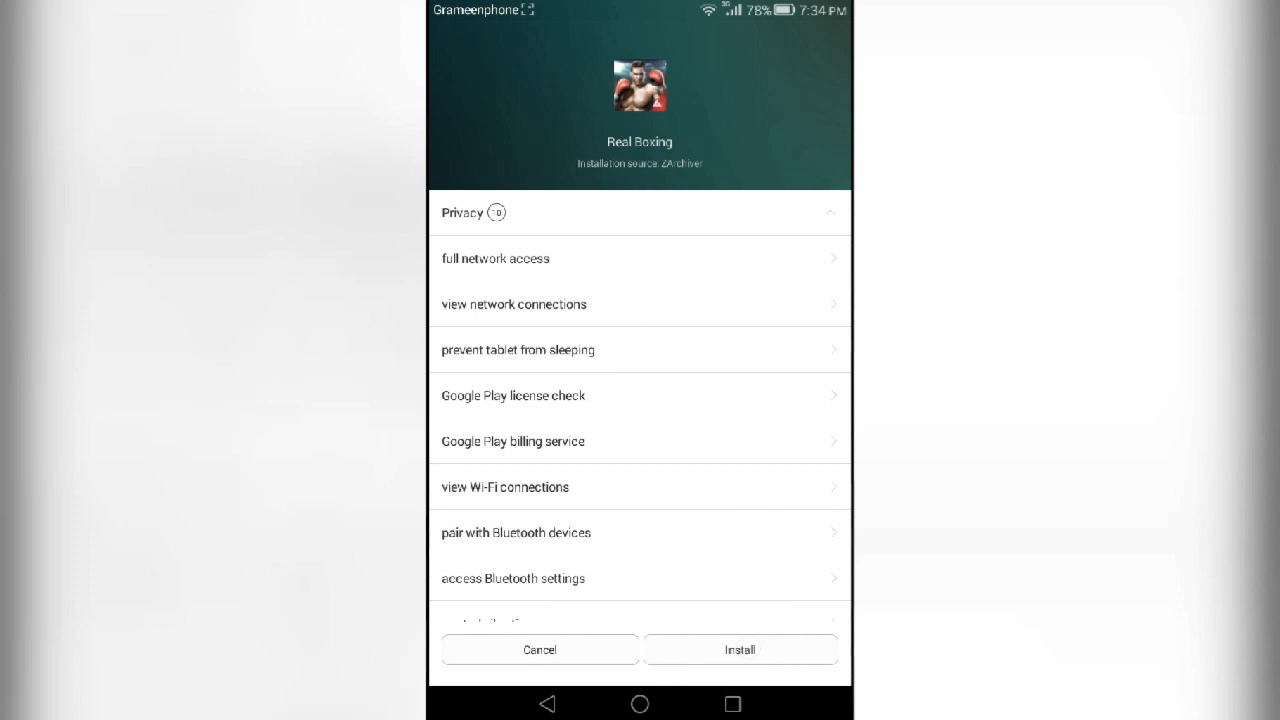 Grameenphone 3G 78% 7:34 PM
Real Boxing
Installation source: ZArchiver
Privacy 10
full network access
view network connections
prevent tablet from sleeping
Google Play license check
Google Play billing service
view Wi-Fi connections
pair with Bluetooth devices
access Bluetooth settings
Cancel Install